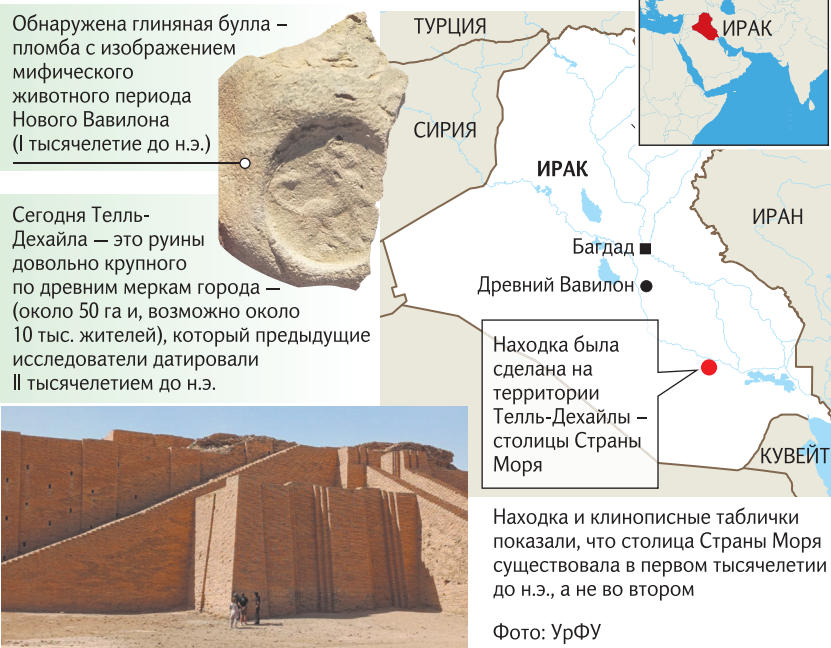 Обнаружена глиняная булла –
пломба с изображением
мифического
животного периода
Нового Вавилона
(I тысячелетие до н.э.)
Сегодня Телль-
Дехайла — это руины
довольно крупного
по древним меркам города —
(около 50 га и, возможно около
10 тыс. жителей), который предыдущие
исследователи датировали
II тысячелетием до н.э.
ТУРЦИЯ
СИРИЯ
ИРАК
ИРАК
ИРАН
Багдад
Древний Вавилон
Находка была
сделана на
территории
Телль-Дехайлы –
столицы Страны
Моря
КУВЕЙТ
Находка и клинописные таблички
показали, что столица Страны Моря
существовала в первом тысячелетии
до н.э., а не во втором
Фото: УрФУ